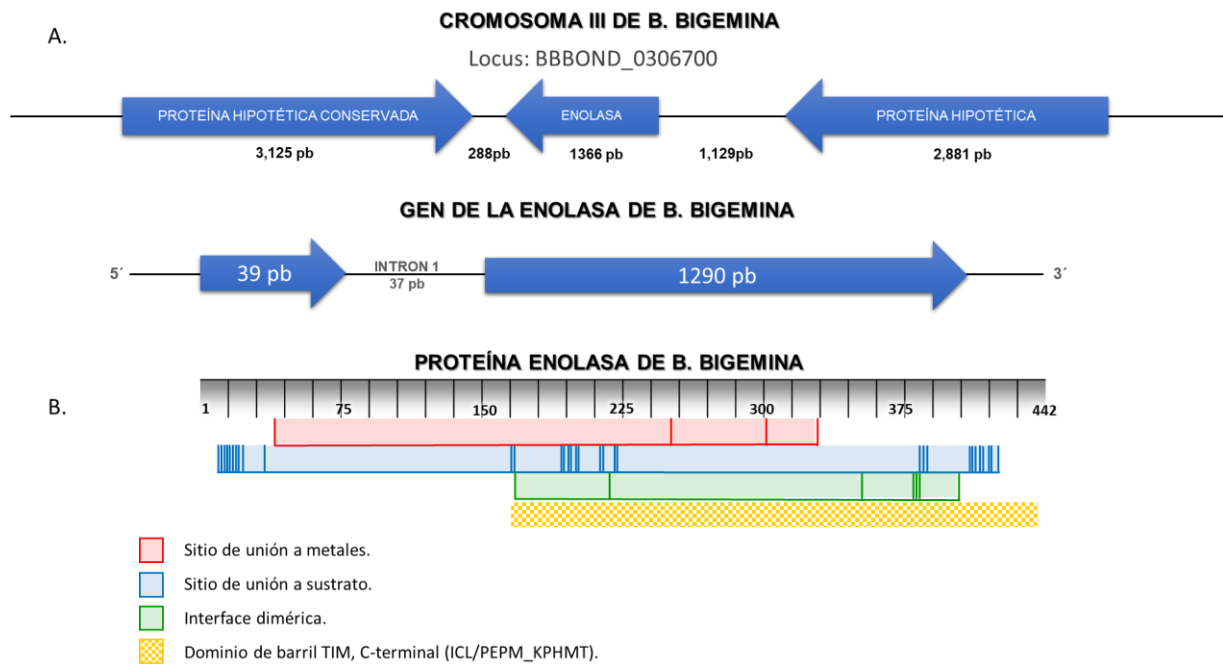 CROMOSOMA III DE B. BIGEMINA
A.
Locus: BBBOND_0306700
PROTEÍNA HIPOTÉTICA CONSERVADA
ENOLASA
PROTEÍNA HIPOTÉTICA
3,125 pb
288pb
1366 pb
1,129pb
2,881 pb
GEN DE LA ENOLASA DE B. BIGEMINA
5´
39 pb
INTRON 1
37 pb
1290 pb
3´
PROTEÍNA ENOLASA DE B. BIGEMINA
B.
1
75
150
225
300
375
442
Sitio de unión a metales.
Sitio de unión a sustrato.
Interface dimérica.
Dominio de barril TIM, C-terminal (ICL/PEPM_KPHMT).